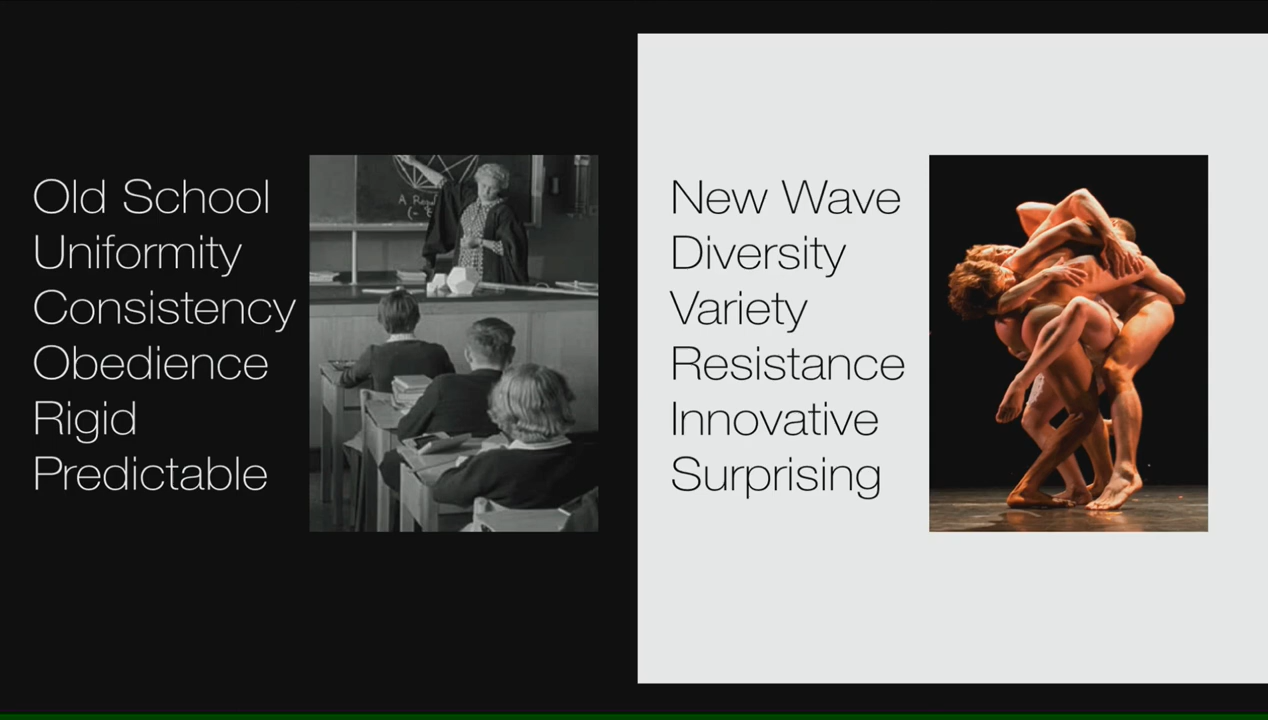 Old School
Uniformity
Consistency
Obedience
Rigid
Predictable
New Wave
Diversity
Variety
Resistance
Innovative
Surprising